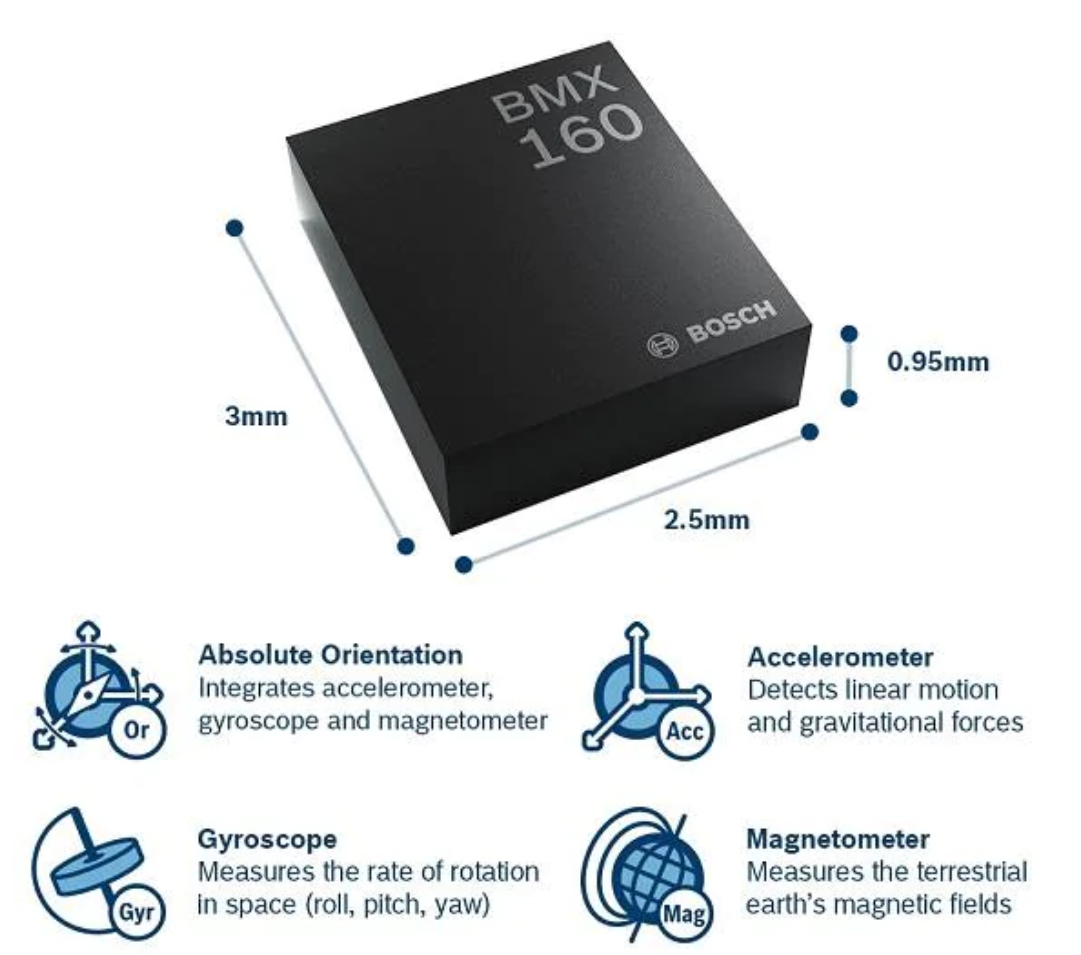 BMX
160
BOSCH
0.95mm
3mm
2.5mm
Absolute Orientation
Integrates accelerometer,
gyroscope and magnetometer
Or
Accelerometer
Detects linear motion
and gravitational forces
Acc
Gyroscope
Measures the rate of rotation
in space (roll, pitch, yaw)
Gyr
Magnetometer
Measures the terrestrial
earth's magnetic fields
Mag